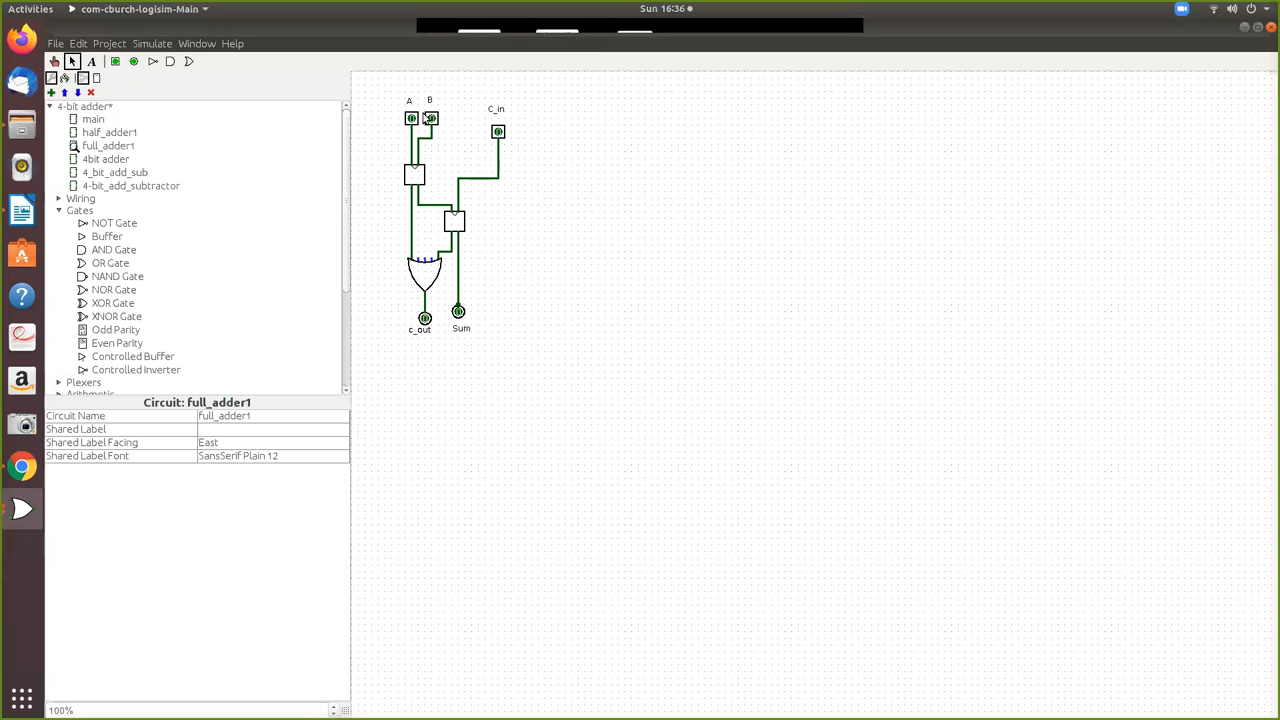 Activities
com-cburch-logisim-Main
Sun 16:36
File Edit Project Simulate Window Help
A
4-bit adder*
main
half_adder1
full_adder1
4bit adder
4_bit_add_sub
4-bit_add_subtractor
Wiring
Gates
NOT Gate
Buffer
AND Gate
OR Gate
NAND Gate
NOR Gate
XOR Gate
XNOR Gate
Odd Parity
Even Parity
Controlled Buffer
Controlled Inverter
Plexers
Arithmetic
Circuit: full_adder1
Circuit Name full_adder1
Shared Label
Shared Label Facing East
Shared Label Font SansSerif Plain 12
100%
A B
C_in
c_out Sum